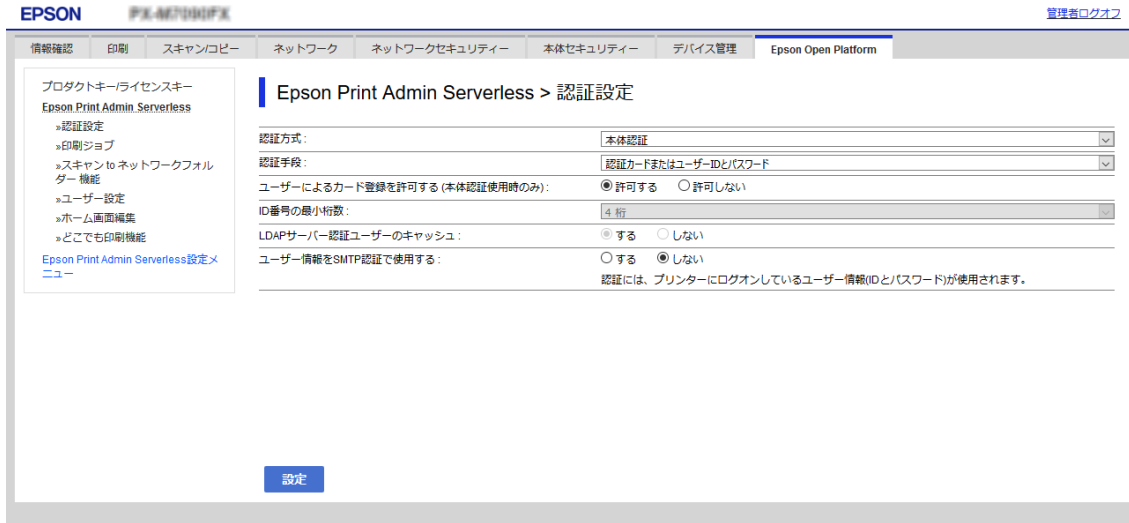 EPSON
管理者ログオフ
情報確認 印刷 スキャン/コピー ネットワーク ネットワークセキュリティー 本体セキュリティー デバイス管理 Epson Open Platform
プロダクトキー/ライセンスキー
Epson Print Admin Serverless
»認証設定
»印刷ジョブ
»スキャン to ネットワークフォル
ダー 機能
»ユーザー設定
»ホーム画面編集
»どこでも印刷機能
Epson Print Admin Serverless設定メ
ニュー
Epson Print Admin Serverless > 認証設定
認証方式 : 本体認証
認証手段 : 認証カードまたはユーザーIDとパスワード
ユーザーによるカード登録を許可する (本体認証使用時のみ) : 許可する 許可しない
ID番号の最小桁数 : 4 桁
LDAPサーバー認証ユーザーのキャッシュ : する しない
ユーザー情報をSMTP認証で使用する : する しない
認証には、プリンターにログオンしているユーザー情報(IDとパスワード)が使用されます。
設定